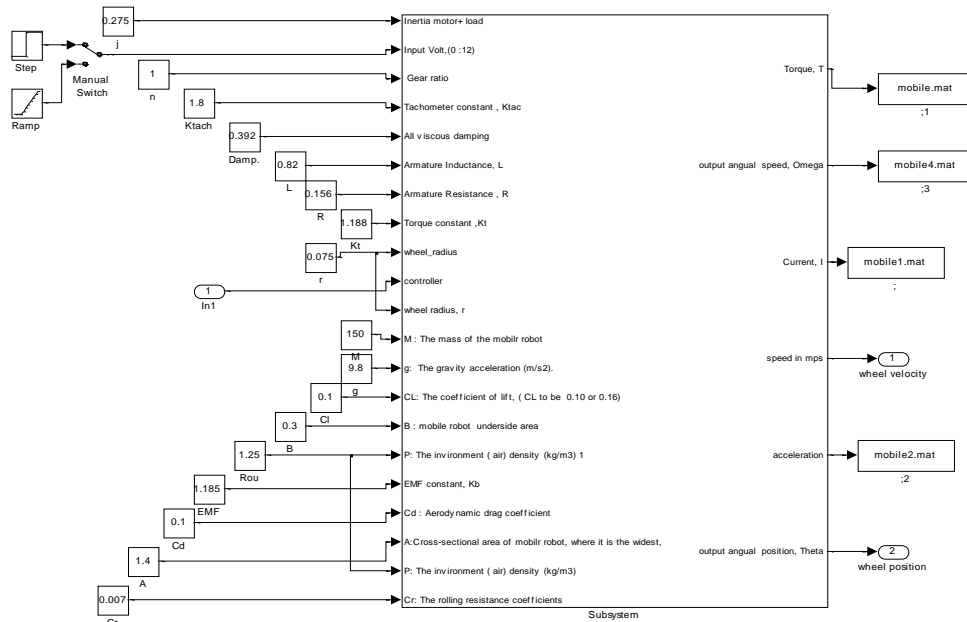 0.275
j
Inertia motor+ load
Step
Input Volt,(0 :12)
Manual
Switch
1
n
Gear ratio
Ramp
1.8
Ktach
Tachometer constant , Ktac
0.392
Damp.
All viscous damping
0.82
L
Armature Inductance, L
0.156
R
Armature Resistance , R
1.188
Kt
Torque constant ,Kt
0.075
r
wheel_radius
1
In1
controller
wheel radius, r
150
M
M : The mass of the mobilr robot
9.8
g
g: The gravity acceleration (m/s2).
0.1
Cl
CL: The coefficient of lift, ( CL to be 0.10 or 0.16)
0.3
B
B : mobile robot underside area
1.25
Rou
P: The invironment ( air) density (kg/m3) 1
1.185
EMF
EMF constant, Kb
0.1
Cd
Cd : Aerodynamic drag coefficient
1.4
A
A:Cross-sectional area of mobilr robot, where it is the widest,
P: The invironment ( air) density (kg/m3)
0.007
Cr: The rolling resistance coefficients
Subsystem
Torque, T
mobile.mat
;1
output angual speed, Omega
mobile4.mat
;3
Current, I
mobile1.mat
;
speed in mps
1
wheel velocity
acceleration
mobile2.mat
;2
output angual position, Theta
2
wheel position